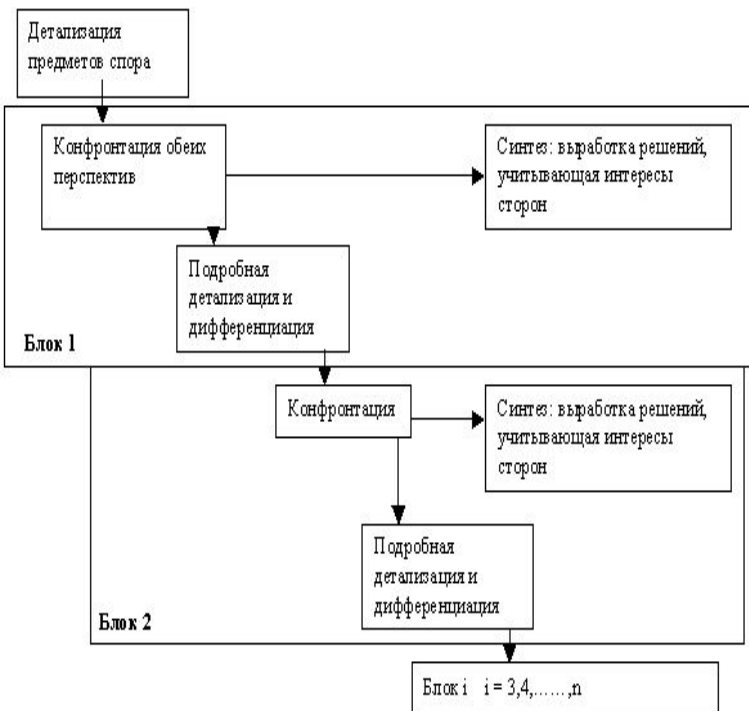 Детализация
предметов спора
Конфронтация обеих
перспектив
Синтез: выработка решений,
учитывающая интересы
сторон
Подробная
детализация и
дифференциация
Блок 1
Конфронтация
Синтез: выработка решений,
учитывающая интересы
сторон
Подробная
детализация и
дифференциация
Блок 2
Блок i i = 3,4,……,n